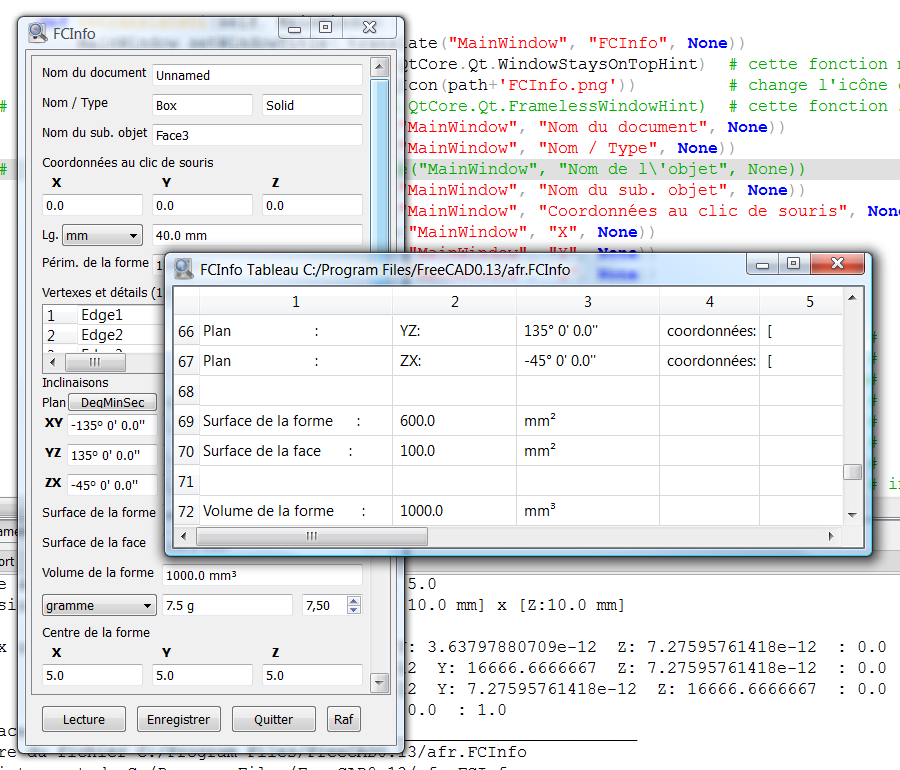 FCInfo
Nom du document Unnamed
Nom / Type Box Solid
Nom du sub. objet Face3
Coordonnées au clic de souris
X Y Z
0.0 0.0 0.0
Lg. mm 40.0 mm
Périm. de la forme 1
Vertexes et détails (1
1 Edge1
2 Edge2
Inclinaisons
Plan DegMinSec
XY -135° 0' 0.0''
YZ 135° 0' 0.0''
ZX -45° 0' 0.0''
Surface de la forme
Surface de la face
Volume de la forme 1000.0 mm³
gramme 7.5 g 7,50
Centre de la forme
X Y Z
5.0 5.0 5.0
Lecture Enregistrer Quitter Raf
ate("MainWindow", "FCInfo", None))
QtCore.Qt.WindowStaysOnTopHint) # cette fonction
con(path+'FCInfo.png')) # change l'icône
# QtCore.Qt.FramelessWindowHint) # cette fonction
"MainWindow", "Nom du document", None))
"MainWindow", "Nom / Type", None))
# ("MainWindow", "Nom de l\'objet", None))
"MainWindow", "Nom du sub. objet", None))
"MainWindow", "Coordonnées au clic de souris", None
"MainWindow", "X", None))
FCInfo Tableau C:/Program Files/FreeCAD0.13/afr.FCInfo
1 2 3 4 5
66 Plan : YZ: 135° 0' 0.0'' coordonnées: [
67 Plan : ZX: -45° 0' 0.0'' coordonnées: [
68
69 Surface de la forme : 600.0 mm²
70 Surface de la face : 100.0 mm²
71
72 Volume de la forme : 1000.0 mm³
#
#
#
#
#
#
#
# i
5.0
10.0 mm] x [Z:10.0 mm]
: 3.63797880709e-12 Z: 7.27595761418e-12 : 0.0
2 Y: 16666.6666667 Z: 7.27595761418e-12 : 0.0
2 Y: 7.27595761418e-12 Z: 16666.6666667 : 0.0
0.0 : 1.0
re du fichier C:/Program Files/FreeCAD0.13/afr.FCInfo